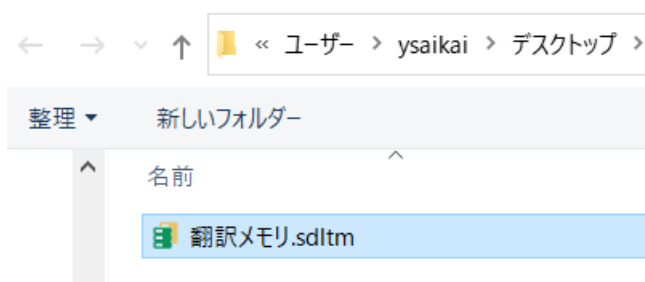 « ユーザー > ysaikai > デスクトップ >
整理 ▼ 新しいフォルダー
名前
翻訳メモリ.sdltm